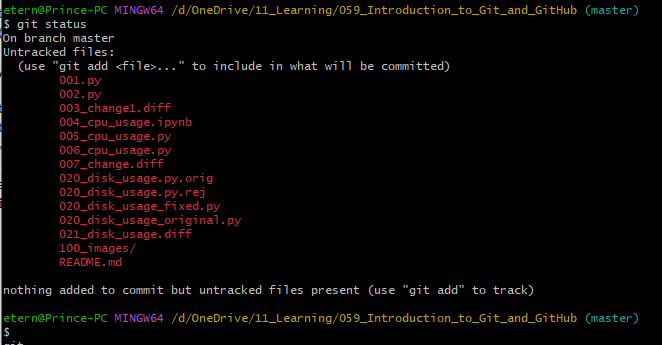 etern@Prince-PC MINGW64 /d/OneDrive/11_Learning/059_Introduction_to_Git_and_GitHub (master)
$ git status
On branch master
Untracked files:
  (use "git add <file>..." to include in what will be committed)
        001.py
        002.py
        003_change1.diff
        004_cpu_usage.ipynb
        005_cpu_usage.py
        006_cpu_usage.py
        007_change.diff
        020_disk_usage.py.orig
        020_disk_usage.py.rej
        020_disk_usage_fixed.py
        020_disk_usage_original.py
        021_disk_usage.diff
        100_images/
        README.md

nothing added to commit but untracked files present (use "git add" to track)

etern@Prince-PC MINGW64 /d/OneDrive/11_Learning/059_Introduction_to_Git_and_GitHub (master)
$